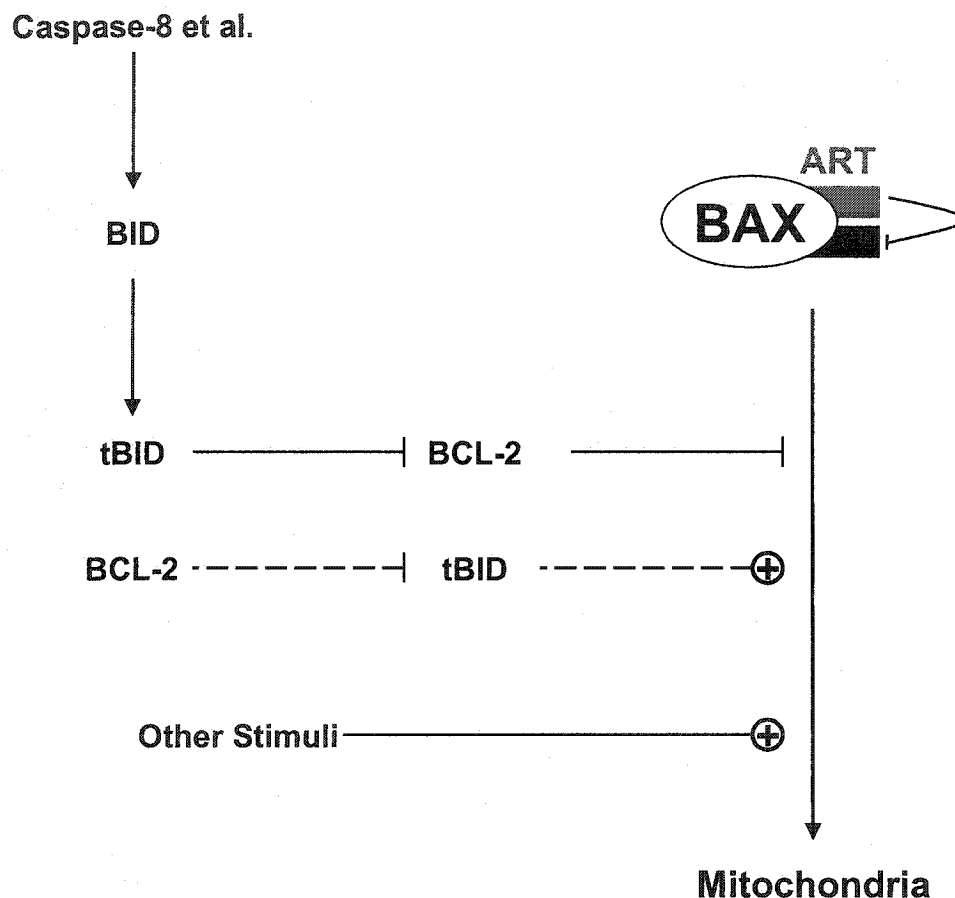 Caspase-8 et al.
ART
BAX
BID
tBID
BCL-2
BCL-2
tBID
Other Stimuli
Mitochondria